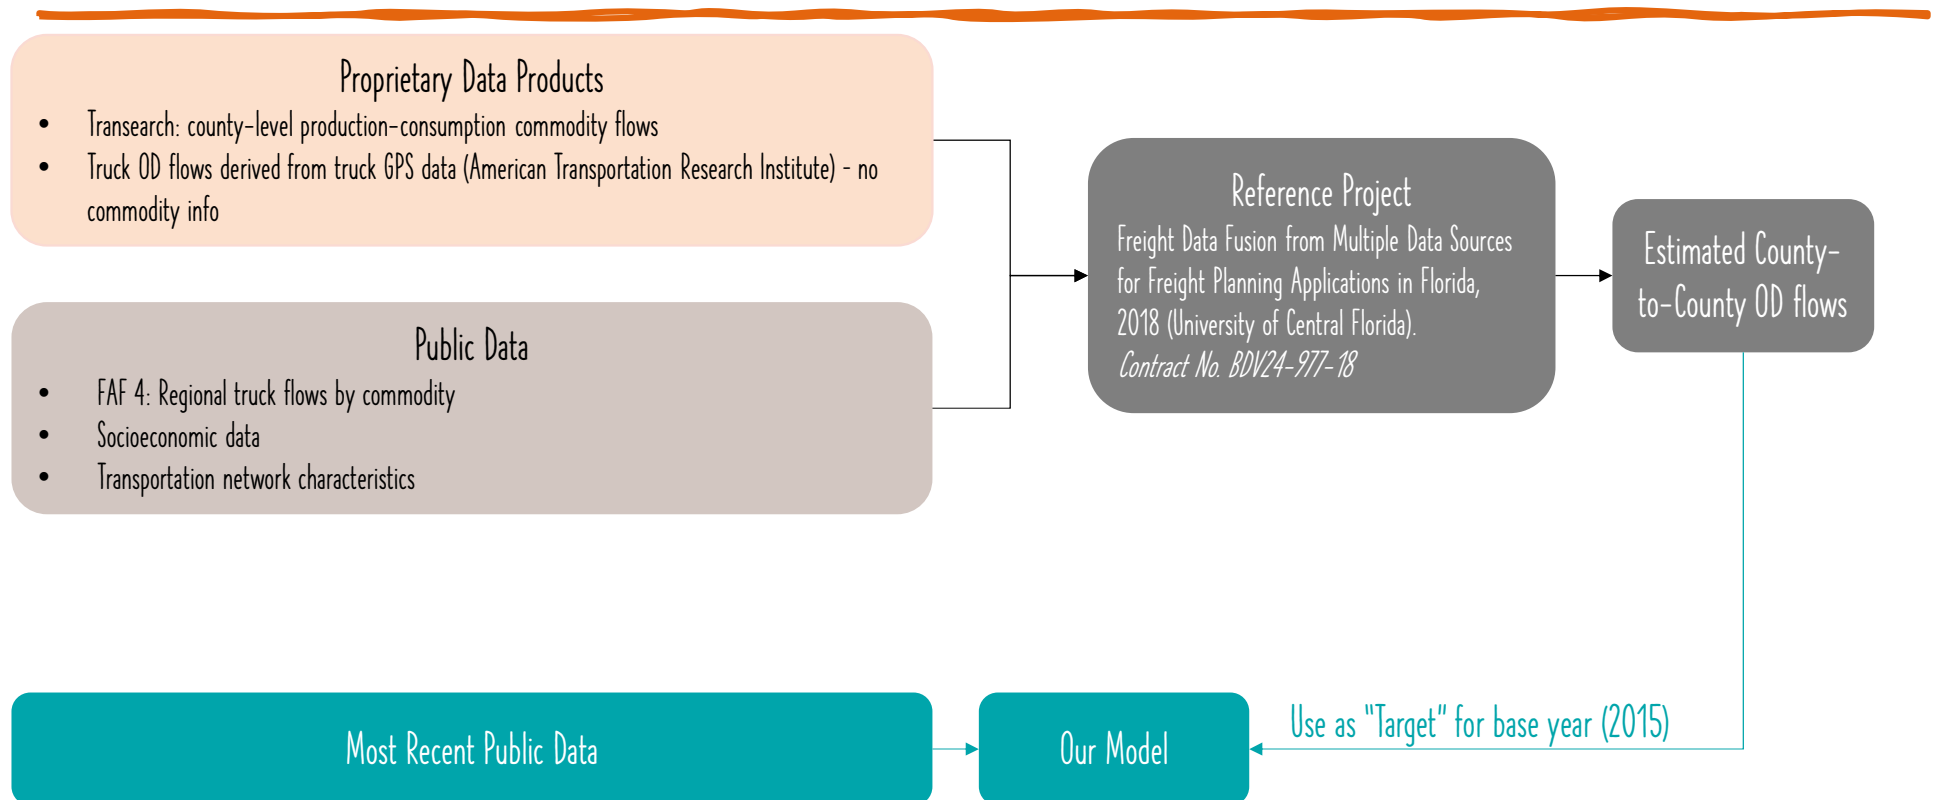 Proprietary Data Products
• Transearch: county-level production-consumption commodity flows
• Truck OD flows derived from truck GPS data (American Transportation Research Institute) - no
commodity info
Public Data
• FAF 4: Regional truck flows by commodity
• Socioeconomic data
• Transportation network characteristics
Reference Project
Freight Data Fusion from Multiple Data Sources
for Freight Planning Applications in Florida,
2018 (University of Central Florida).
Contract No. BDV24-977-18
Estimated County-
to-County OD flows
Most Recent Public Data
Our Model
Use as "Target" for base year (2015)